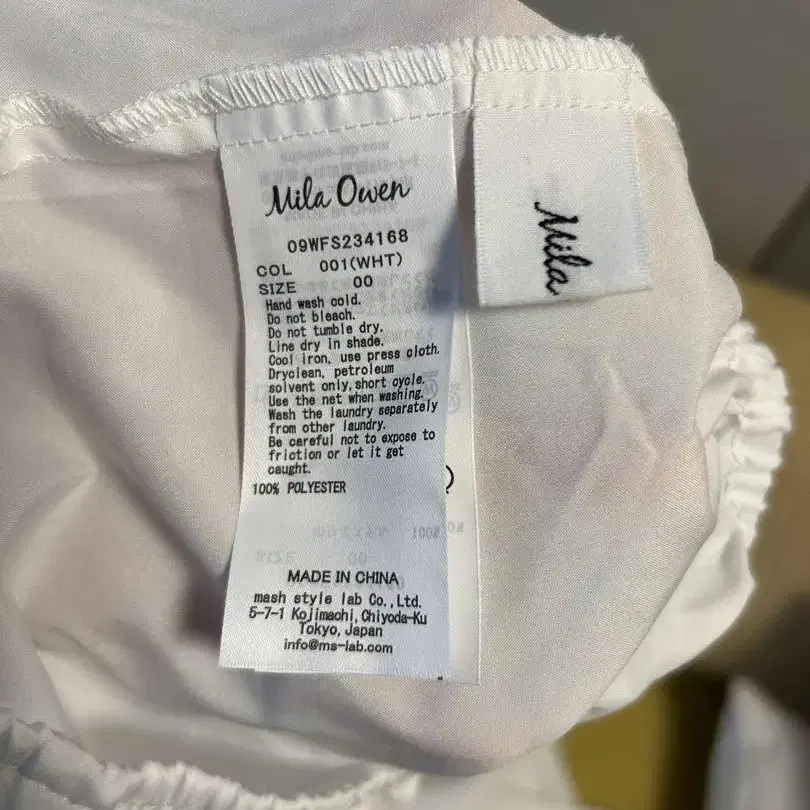 Mila Owen
09WFS234168
COL 001(WHT)
SIZE 00
Hand wash cold.
Do not bleach.
Do not tumble dry.
Line dry in shade.
Cool iron, use press cloth.
Dryclean, petroleum
solvent only,short cycle.
Use the net when washing.
Wash the laundry separately
from other laundry.
Be careful not to expose to
friction or let it get
caught.
100% POLYESTER
MADE IN CHINA
mash style lab Co.,Ltd.
5-7-1 Kojimachi,Chiyoda-Ku
Tokyo,Japan
info@ms-lab.com
Mila